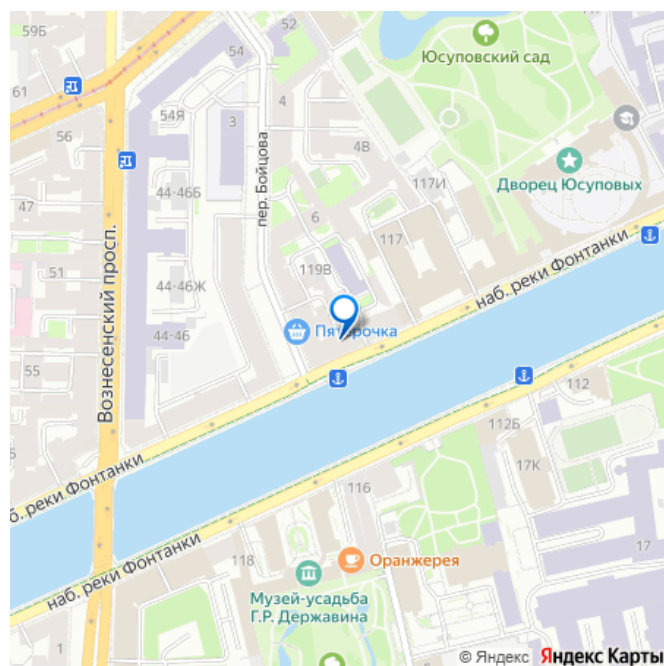 59Б
54
52
Юсуповский сад
61
4
56
54Я
3
пер. Бойцова
4В
117И
Дворец Юсуповых
44-46Б
47
6
117
Вознесенский просп.
119В
наб. реки Фонтанки
51
44-46Ж
Пятёрочка
44-46
55
112
112Б
наб. реки Фонтанки
17К
116
17
118
Оранжерея
наб. реки Фонтанки
Музей-усадьба
Г.Р. Державина
1
© Яндекс Яндекс Карты